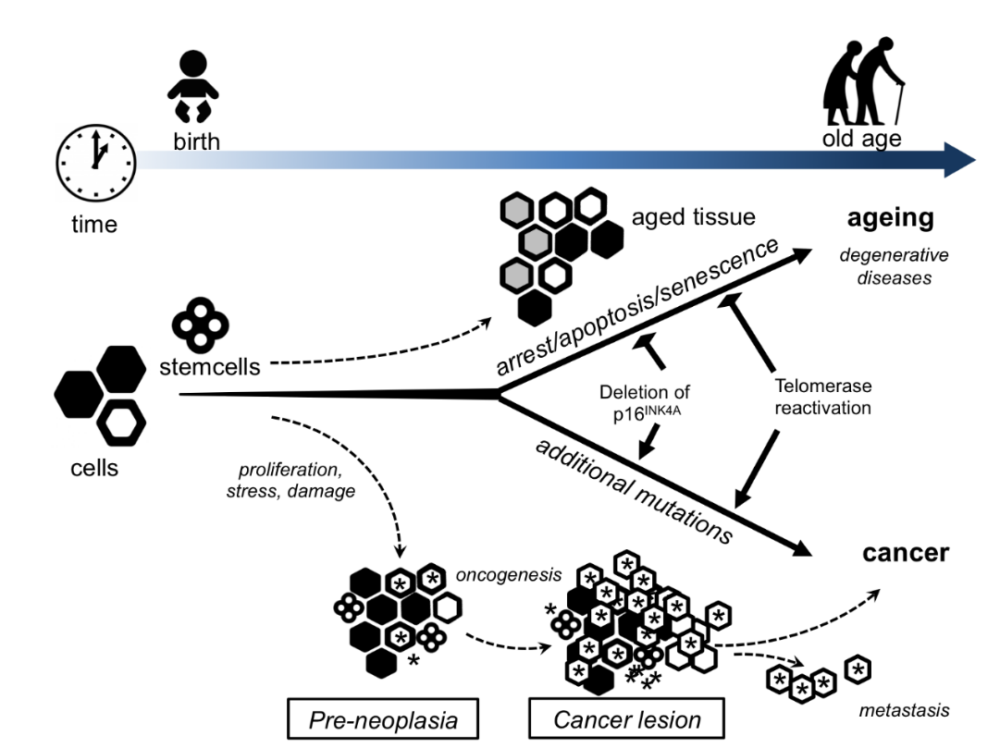 birth
old age
time
aged tissue
ageing
degenerative
diseases
arrest/apoptosis/senescence
stemcells
cells
Deletion of
p16INK4A
Telomerase
reactivation
proliferation,
stress, damage
additional mutations
cancer
oncogenesis
metastasis
Pre-neoplasia
Cancer lesion